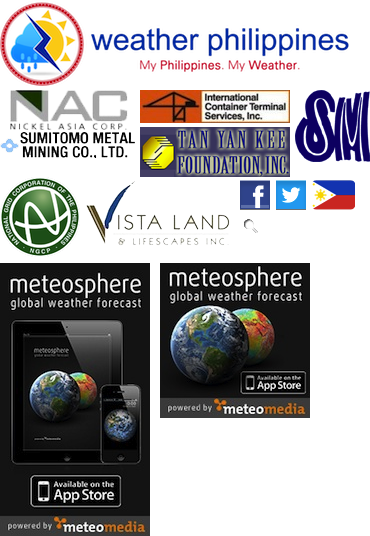 weather philippines
My Philippines. My Weather.
NAC
NICKEL ASIA CORP.
SUMITOMO METAL
MINING CO., LTD.
International
Container Terminal
Services, Inc.
TAN YAN KEE
FOUNDATION, INC.
SM
NATIONAL GRID CORPORATION OF THE PHILIPPINES
NGCP
VISTA LAND
& LIFESCAPES INC
f
meteosphere
global weather forecast
meteosphere
Available on the
App Store
powered by meteomedia
meteosphere
global weather forecast
Available on the
App Store
powered by meteomedia